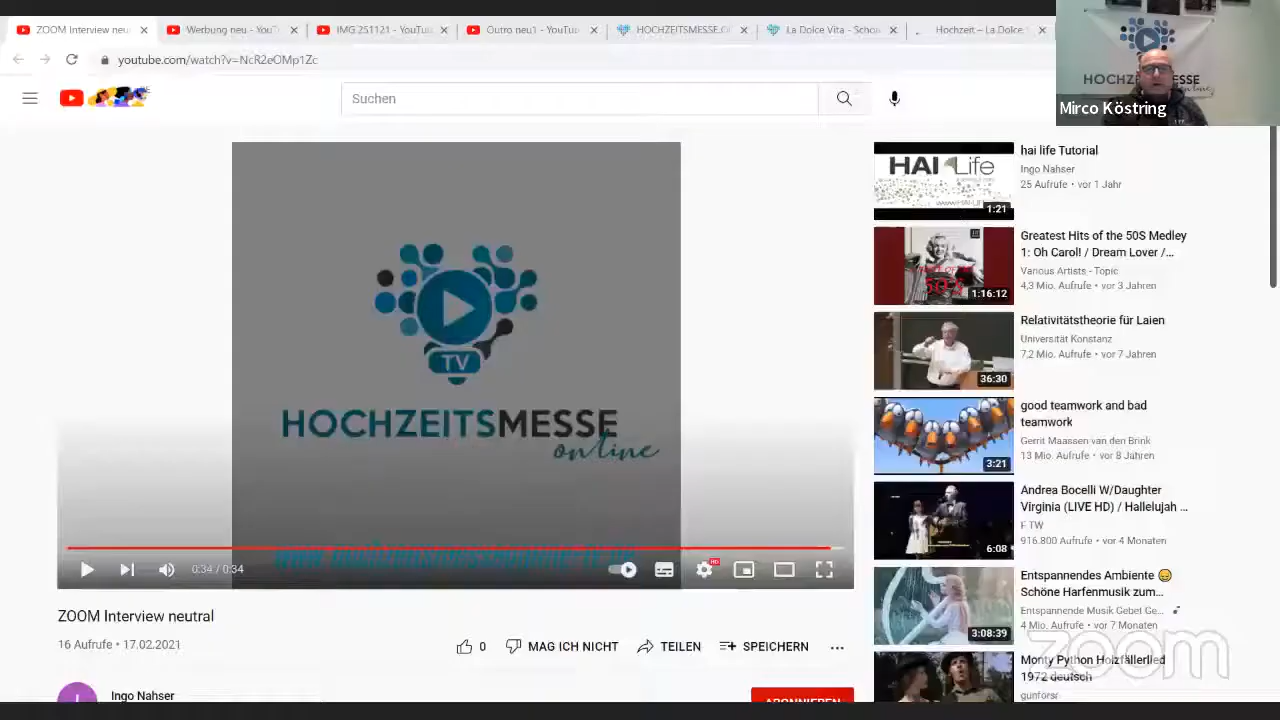 ZOOM Interview neu
Werbung neu - YouT
IMG 251121 - YouTu
Outro neu1 - YouTu
HOCHZEITSMESSE.O
La Dolce Vita - Schoe
Hochzeit – La Dolce
youtube.com/watch?v=NcR2eOMp1Zc
Suchen
HOCHZEITSMESSE
online
Mirco Köstring
TV
HOCHZEITSMESSE
online
0:34 / 0:34
HD
ZOOM Interview neutral
16 Aufrufe • 17.02.2021
0
MAG ICH NICHT
TEILEN
SPEICHERN
Ingo Nahser
ABONNIEREN
HAI Life
1:21
hai life Tutorial
Ingo Nahser
25 Aufrufe • vor 1 Jahr
50'S
1:16:12
Greatest Hits of the 50S Medley
1: Oh Carol! / Dream Lover /...
Various Artists - Topic
4,3 Mio. Aufrufe • vor 3 Jahren
36:30
Relativitätstheorie für Laien
Universität Konstanz
7,2 Mio. Aufrufe • vor 7 Jahren
3:21
good teamwork and bad
teamwork
Gerrit Maassen van den Brink
13 Mio. Aufrufe • vor 8 Jahren
6:08
Andrea Bocelli W/Daughter
Virginia (LIVE HD) / Hallelujah ...
F TW
916.800 Aufrufe • vor 4 Monaten
3:08:39
Entspannendes Ambiente
Schöne Harfenmusik zum...
Entspannende Musik Gebet Ge...
4 Mio. Aufrufe • vor 7 Monaten
Monty Python Holzfällerlied
1972 deutsch
gunforsr
zoom